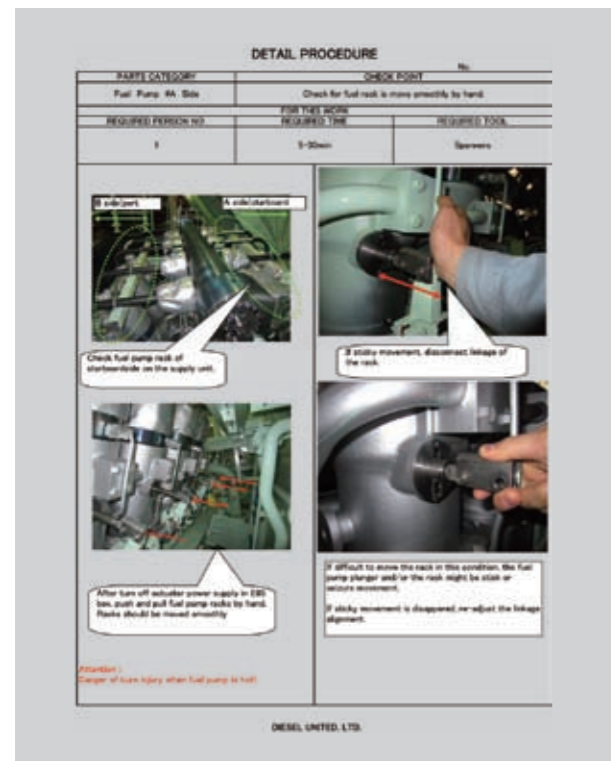 DETAIL PROCEDURE
No.
PARTS CATEGORY
CHECK POINT
Fuel Pump #A Side
Check for fuel rack is move smoothly by hand.
FOR THIS WORK
REQUIRED PERSON NO
REQUIRED TIME
REQUIRED TOOL
1
5-30min
Spanners
B side/port
A side/starboard
Check fuel pump rack of
starboardside on the supply unit.
If sticky movement, disconnect linkage of
the rack.
After turn off actuator power supply in
box, push and pull fuel pump racks by hand.
Racks should be moved smoothly
If difficult to move the rack in this condition, the fuel
pump plunger and/or the rack might be stick or
seizure movement.
If sticky movement is disappeared, re-adjust the linkage
alignment.
Attention :
Danger of burn injury when fuel pump is hot!
DIESEL UNITED, LTD.